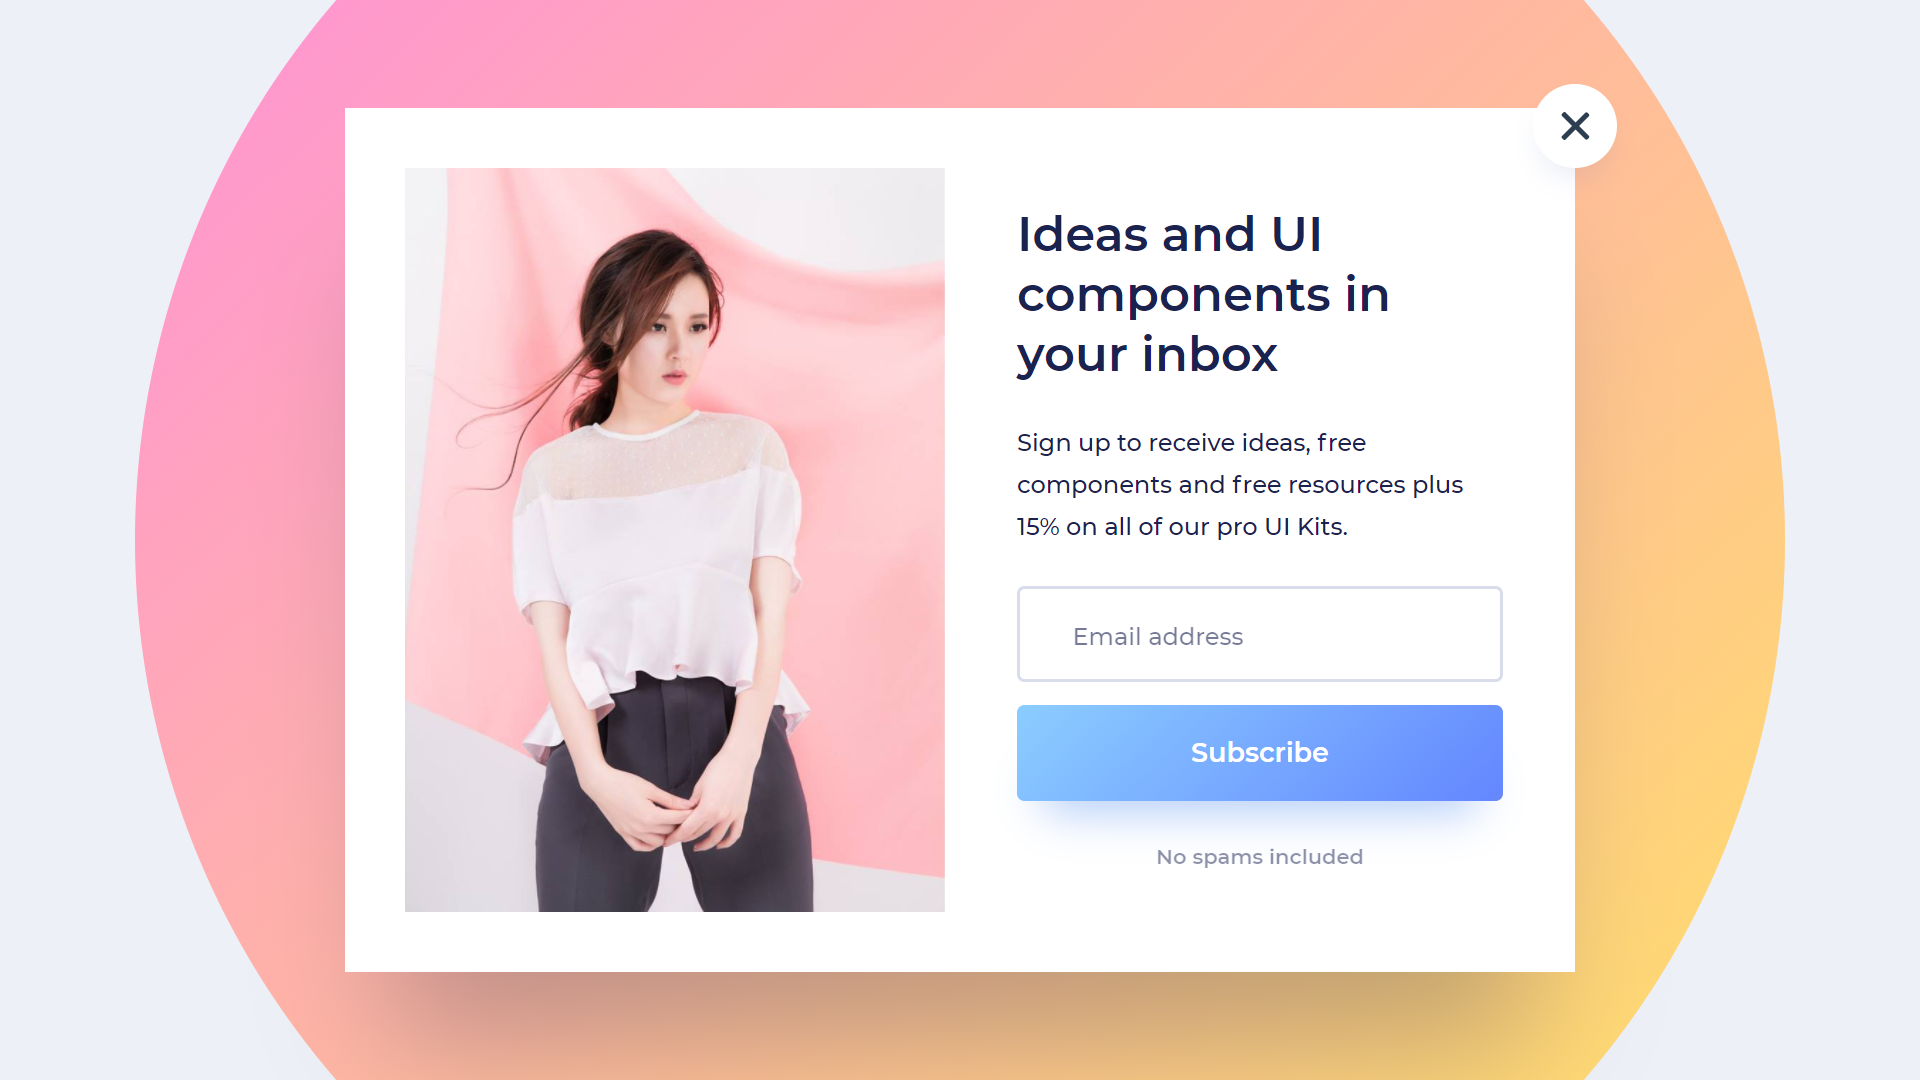 Ideas and UI
components in
your inbox
Sign up to receive ideas, free
components and free resources plus
15% on all of our pro UI Kits.
Email address
Subscribe
No spams included